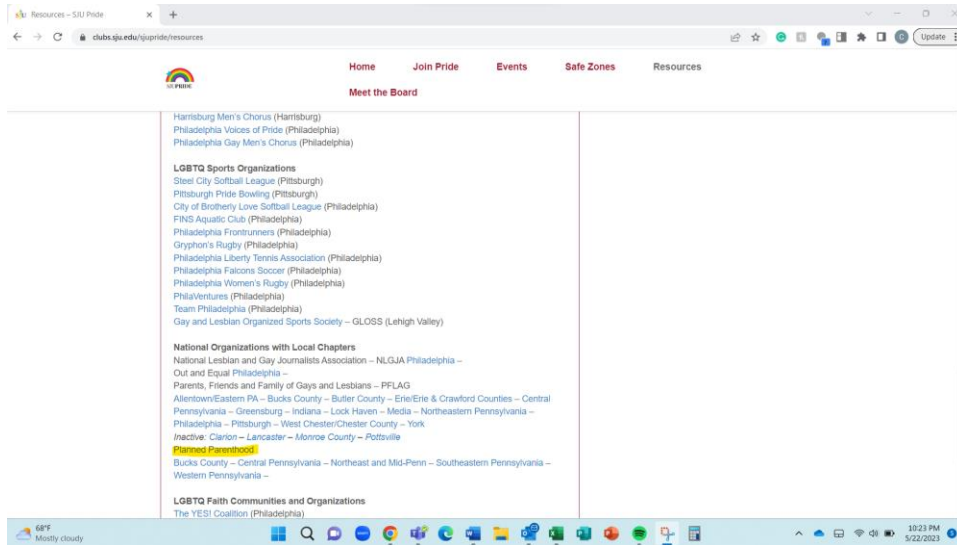 Resources – SJU Pride
clubs.sju.edu/sjupride/resources
Update
SJU PRIDE
Home Join Pride Events Safe Zones Resources
Meet the Board
Harrisburg Men's Chorus (Harrisburg)
Philadelphia Voices of Pride (Philadelphia)
Philadelphia Gay Men's Chorus (Philadelphia)
LGBTQ Sports Organizations
Steel City Softball League (Pittsburgh)
Pittsburgh Pride Bowling (Pittsburgh)
City of Brotherly Love Softball League (Philadelphia)
FINS Aquatic Club (Philadelphia)
Philadelphia Frontrunners (Philadelphia)
Gryphon's Rugby (Philadelphia)
Philadelphia Liberty Tennis Association (Philadelphia)
Philadelphia Falcons Soccer (Philadelphia)
Philadelphia Women's Rugby (Philadelphia)
PhilaVentures (Philadelphia)
Team Philadelphia (Philadelphia)
Gay and Lesbian Organized Sports Society – GLOSS (Lehigh Valley)
National Organizations with Local Chapters
National Lesbian and Gay Journalists Association – NLGJA Philadelphia –
Out and Equal Philadelphia –
Parents, Friends and Family of Gays and Lesbians – PFLAG
Allentown/Eastern PA – Bucks County – Butler County – Erie/Erie & Crawford Counties – Central
Pennsylvania – Greensburg – Indiana – Lock Haven – Media – Northeastern Pennsylvania –
Philadelphia – Pittsburgh – West Chester/Chester County – York
Inactive: Clarion – Lancaster – Monroe County – Pottsville
Planned Parenthood
Bucks County – Central Pennsylvania – Northeast and Mid-Penn – Southeastern Pennsylvania –
Western Pennsylvania –
LGBTQ Faith Communities and Organizations
The YES! Coalition (Philadelphia)
68°F
Mostly cloudy
10:23 PM
5/22/2023